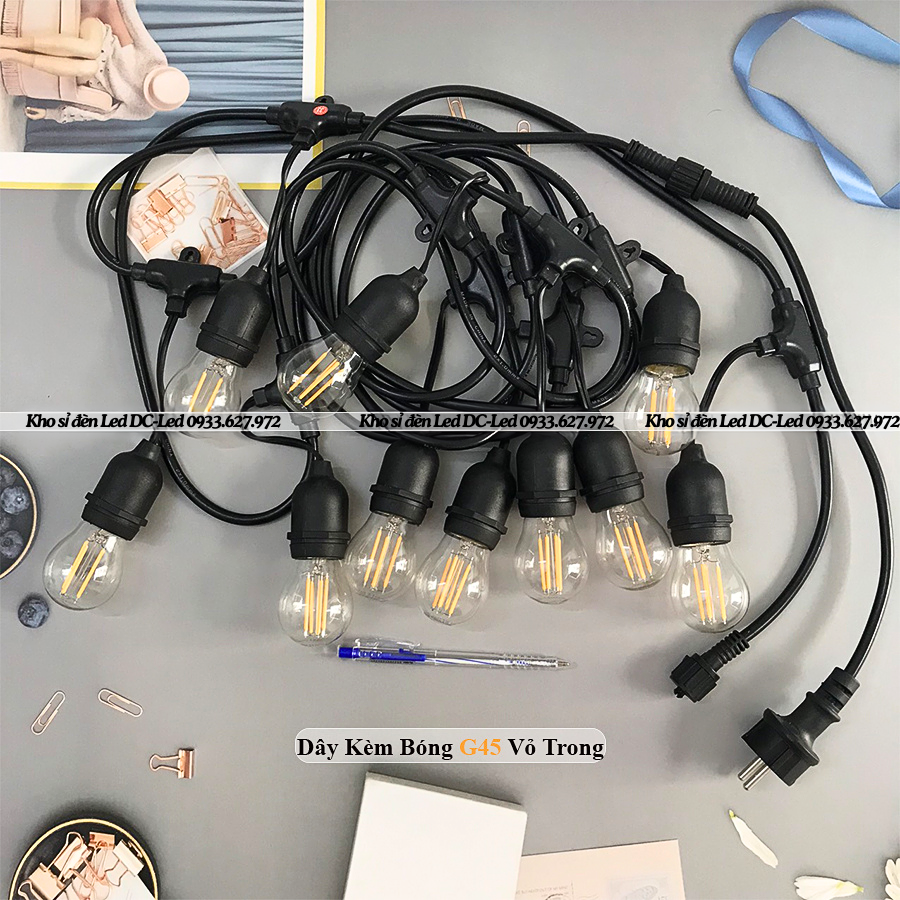 Kho sỉ đèn Led DC-Led 0933.627.972 Kho sỉ đèn Led DC-Led 0933.627.972 Kho sỉ đèn Led DC-Led 0933.627.972
Dây Kèm Bóng G45 Vỏ Trong